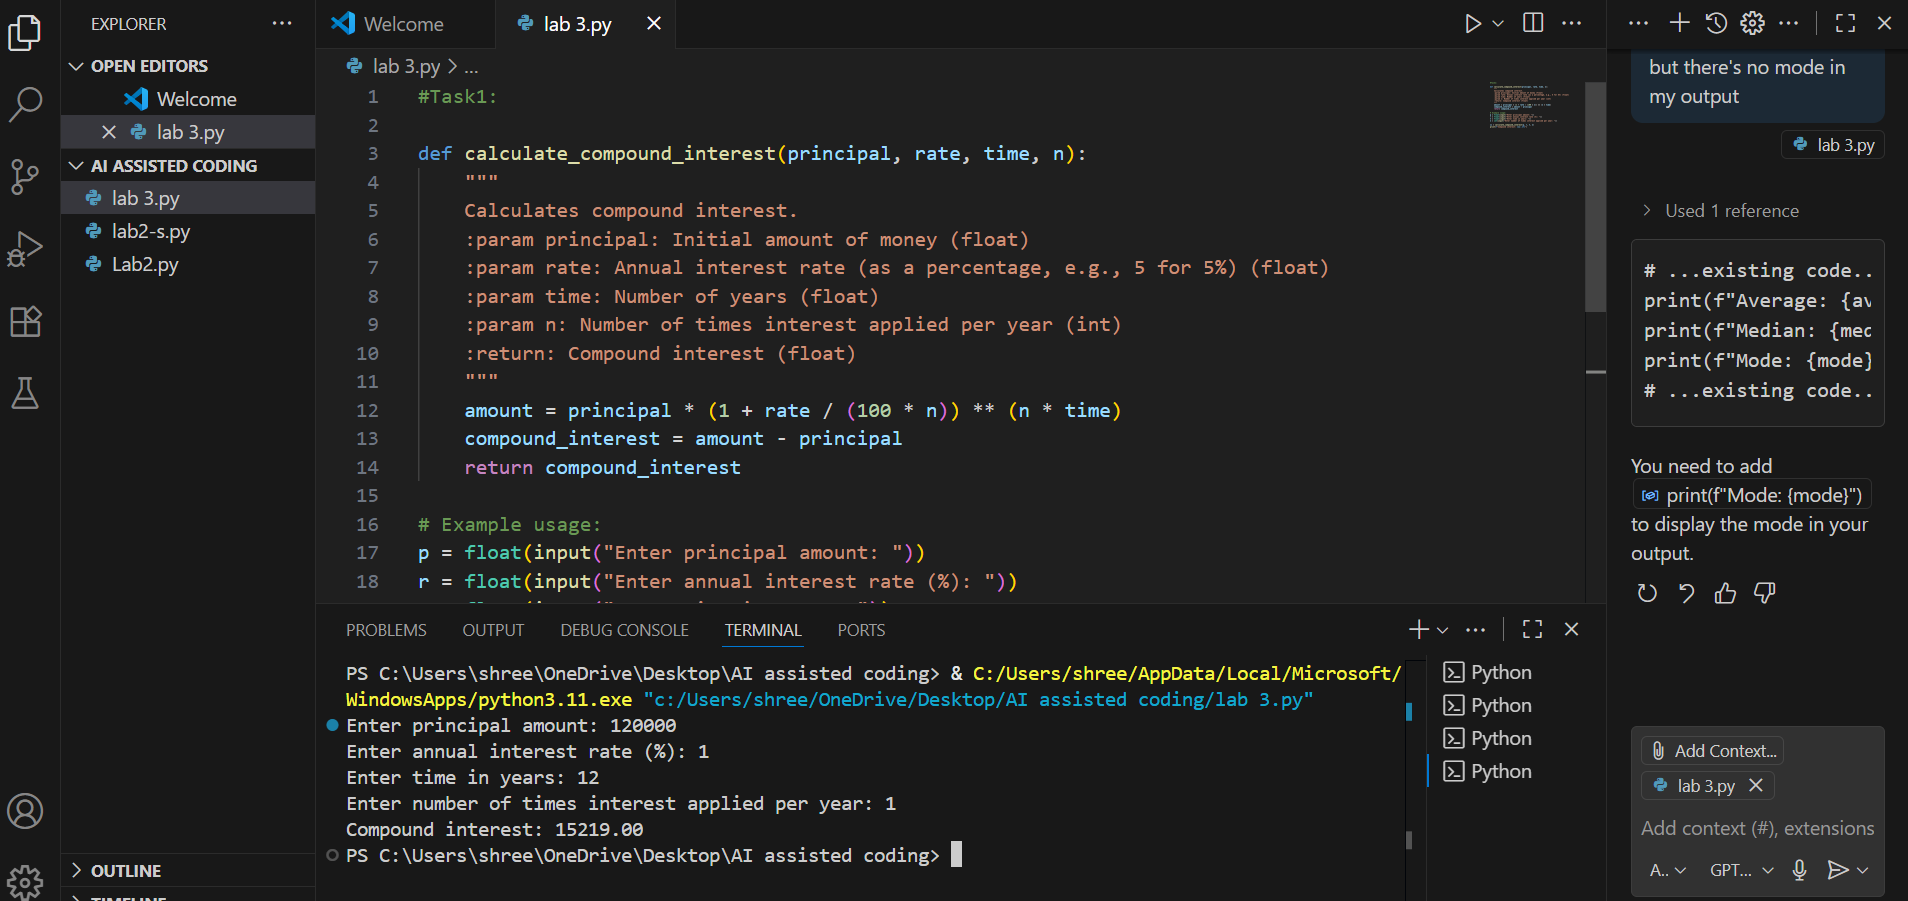 EXPLORER
OPEN EDITORS
Welcome
lab 3.py
AI ASSISTED CODING
lab 3.py
lab2-s.py
Lab2.py
OUTLINE
TIMELINE
Welcome
lab 3.py
lab 3.py > ...
1 #Task1:
2
3 def calculate_compound_interest(principal, rate, time, n):
4 """
5 Calculates compound interest.
6 :param principal: Initial amount of money (float)
7 :param rate: Annual interest rate (as a percentage, e.g., 5 for 5%) (float)
8 :param time: Number of years (float)
9 :param n: Number of times interest applied per year (int)
10 :return: Compound interest (float)
11 """
12 amount = principal * (1 + rate / (100 * n)) ** (n * time)
13 compound_interest = amount - principal
14 return compound_interest
15
16 # Example usage:
17 p = float(input("Enter principal amount: "))
18 r = float(input("Enter annual interest rate (%): "))
PROBLEMS OUTPUT DEBUG CONSOLE TERMINAL PORTS
PS C:\Users\shree\OneDrive\Desktop\AI assisted coding> & C:/Users/shree/AppData/Local/Microsoft/
WindowsApps/python3.11.exe "c:/Users/shree/OneDrive/Desktop/AI assisted coding/lab 3.py"
Enter principal amount: 120000
Enter annual interest rate (%): 1
Enter time in years: 12
Enter number of times interest applied per year: 1
Compound interest: 15219.00
PS C:\Users\shree\OneDrive\Desktop\AI assisted coding>
Python
Python
Python
Python
but there's no mode in
my output
lab 3.py
Used 1 reference
# ...existing code..
print(f"Average: {av
print(f"Median: {med
print(f"Mode: {mode}
# ...existing code..
You need to add
print(f"Mode: {mode}")
to display the mode in your
output.
Add Context...
lab 3.py
Add context (#), extensions
A.. GPT...